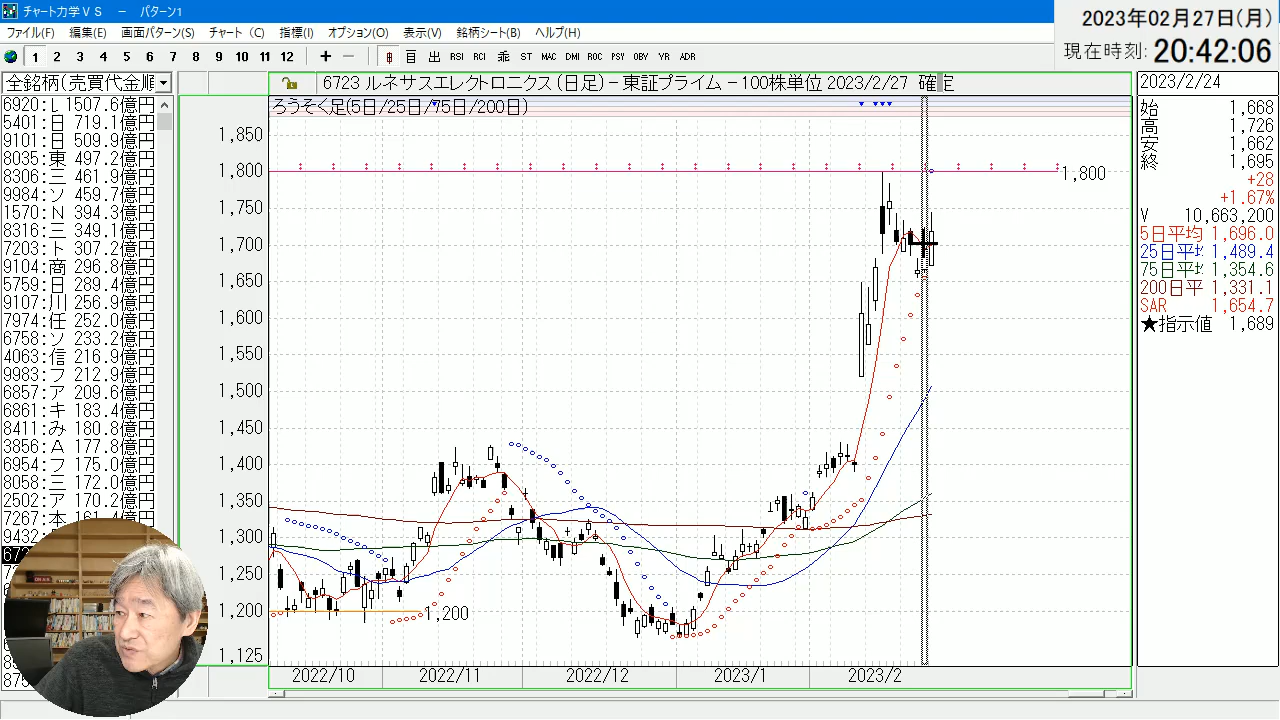 チャート力学ＶＳ － パターン1
2023年02月27日(月)
現在時刻: 20:42:06
ファイル(F) 編集(E) 画面パターン(S) チャート (C) 指標(I) オプション(O) 表示(V) 銘柄シート(B) ヘルプ(H)
1 2 3 4 5 6 7 8 9 10 11 12 + － 日 出 RSI RCI 乖 ST MAC DMI ROC PSY OBV VR ADR
全銘柄(売買代金順
6723 ルネサスエレクトロニクス (日足)－東証プライム －100株単位 2023/2/27 確定
2023/2/24
ろうそく足(5日/25日/75日/200日)
6920:レ 1507.6億円
5401:日 719.1億円
9101:日 509.9億円
8035:東 497.2億円
8306:三 461.9億円
9984:ソ 459.7億円
1570:Ｎ 394.3億円
8316:三 349.1億円
7203:ト 307.2億円
9104:商 296.8億円
5759:日 289.4億円
9107:川 256.9億円
7974:任 252.0億円
6758:ソ 233.2億円
4063:信 216.9億円
9983:フ 212.9億円
6857:ア 209.6億円
6861:キ 183.4億円
8411:み 180.8億円
3856:Ａ 177.8億円
6954:フ 175.0億円
8058:三 172.0億円
2502:ア 170.2億円
7267:本 161.4億円
9432:
1,850
1,800
1,750
1,700
1,650
1,600
1,550
1,500
1,450
1,400
1,350
1,300
1,250
1,200
1,125
1,800
1,200
2022/10 2022/11 2022/12 2023/1 2023/2
始 1,668
高 1,726
安 1,662
終 1,695
+28
+1.67%
V 10,663,200
5日平均 1,696.0
25日平均 1,489.4
75日平均 1,354.6
200日平 1,331.1
SAR 1,654.7
★指示値 1,689
ON AIR